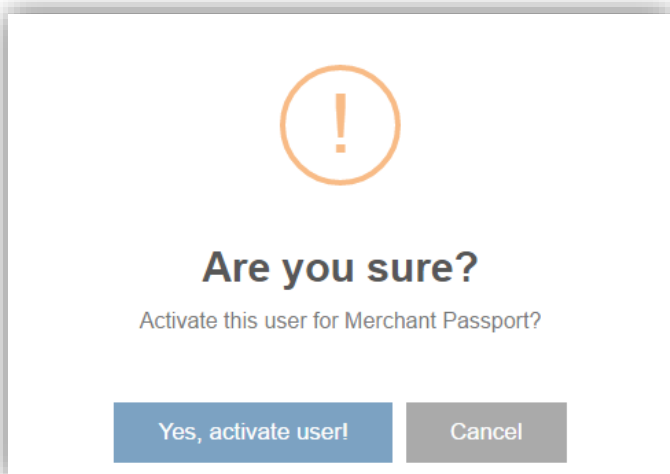 !
Are you sure?
Activate this user for Merchant Passport?
Yes, activate user!
Cancel